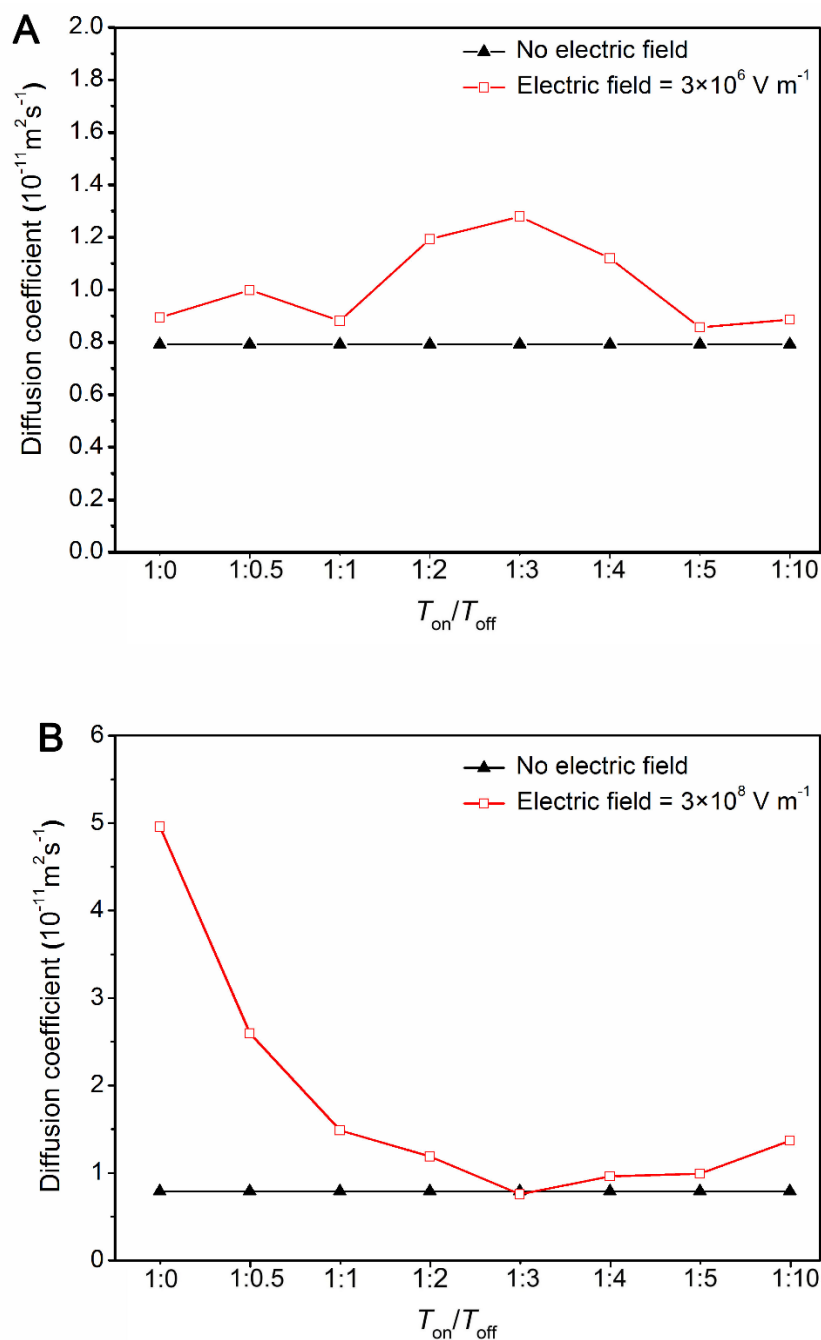 A
No electric field
Electric field = 3×10⁶ V m⁻¹
Diffusion coefficient (10⁻¹¹m²s⁻¹)
2.0
1.8
1.6
1.4
1.2
1.0
0.8
0.6
0.4
0.2
0.0
1:0 1:0.5 1:1 1:2 1:3 1:4 1:5 1:10
Ton/Toff
B
No electric field
Electric field = 3×10⁸ V m⁻¹
Diffusion coefficient (10⁻¹¹m²s⁻¹)
6
5
4
3
2
1
0
1:0 1:0.5 1:1 1:2 1:3 1:4 1:5 1:10
Ton/Toff